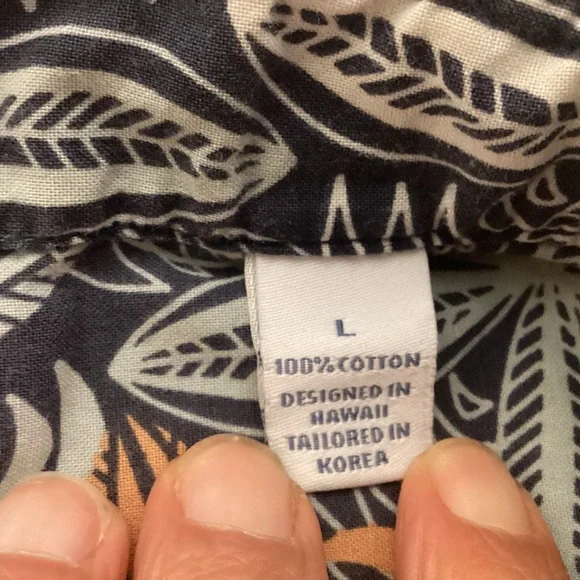 L
100% COTTON
DESIGNED IN
HAWAII
TAILORED IN
KOREA